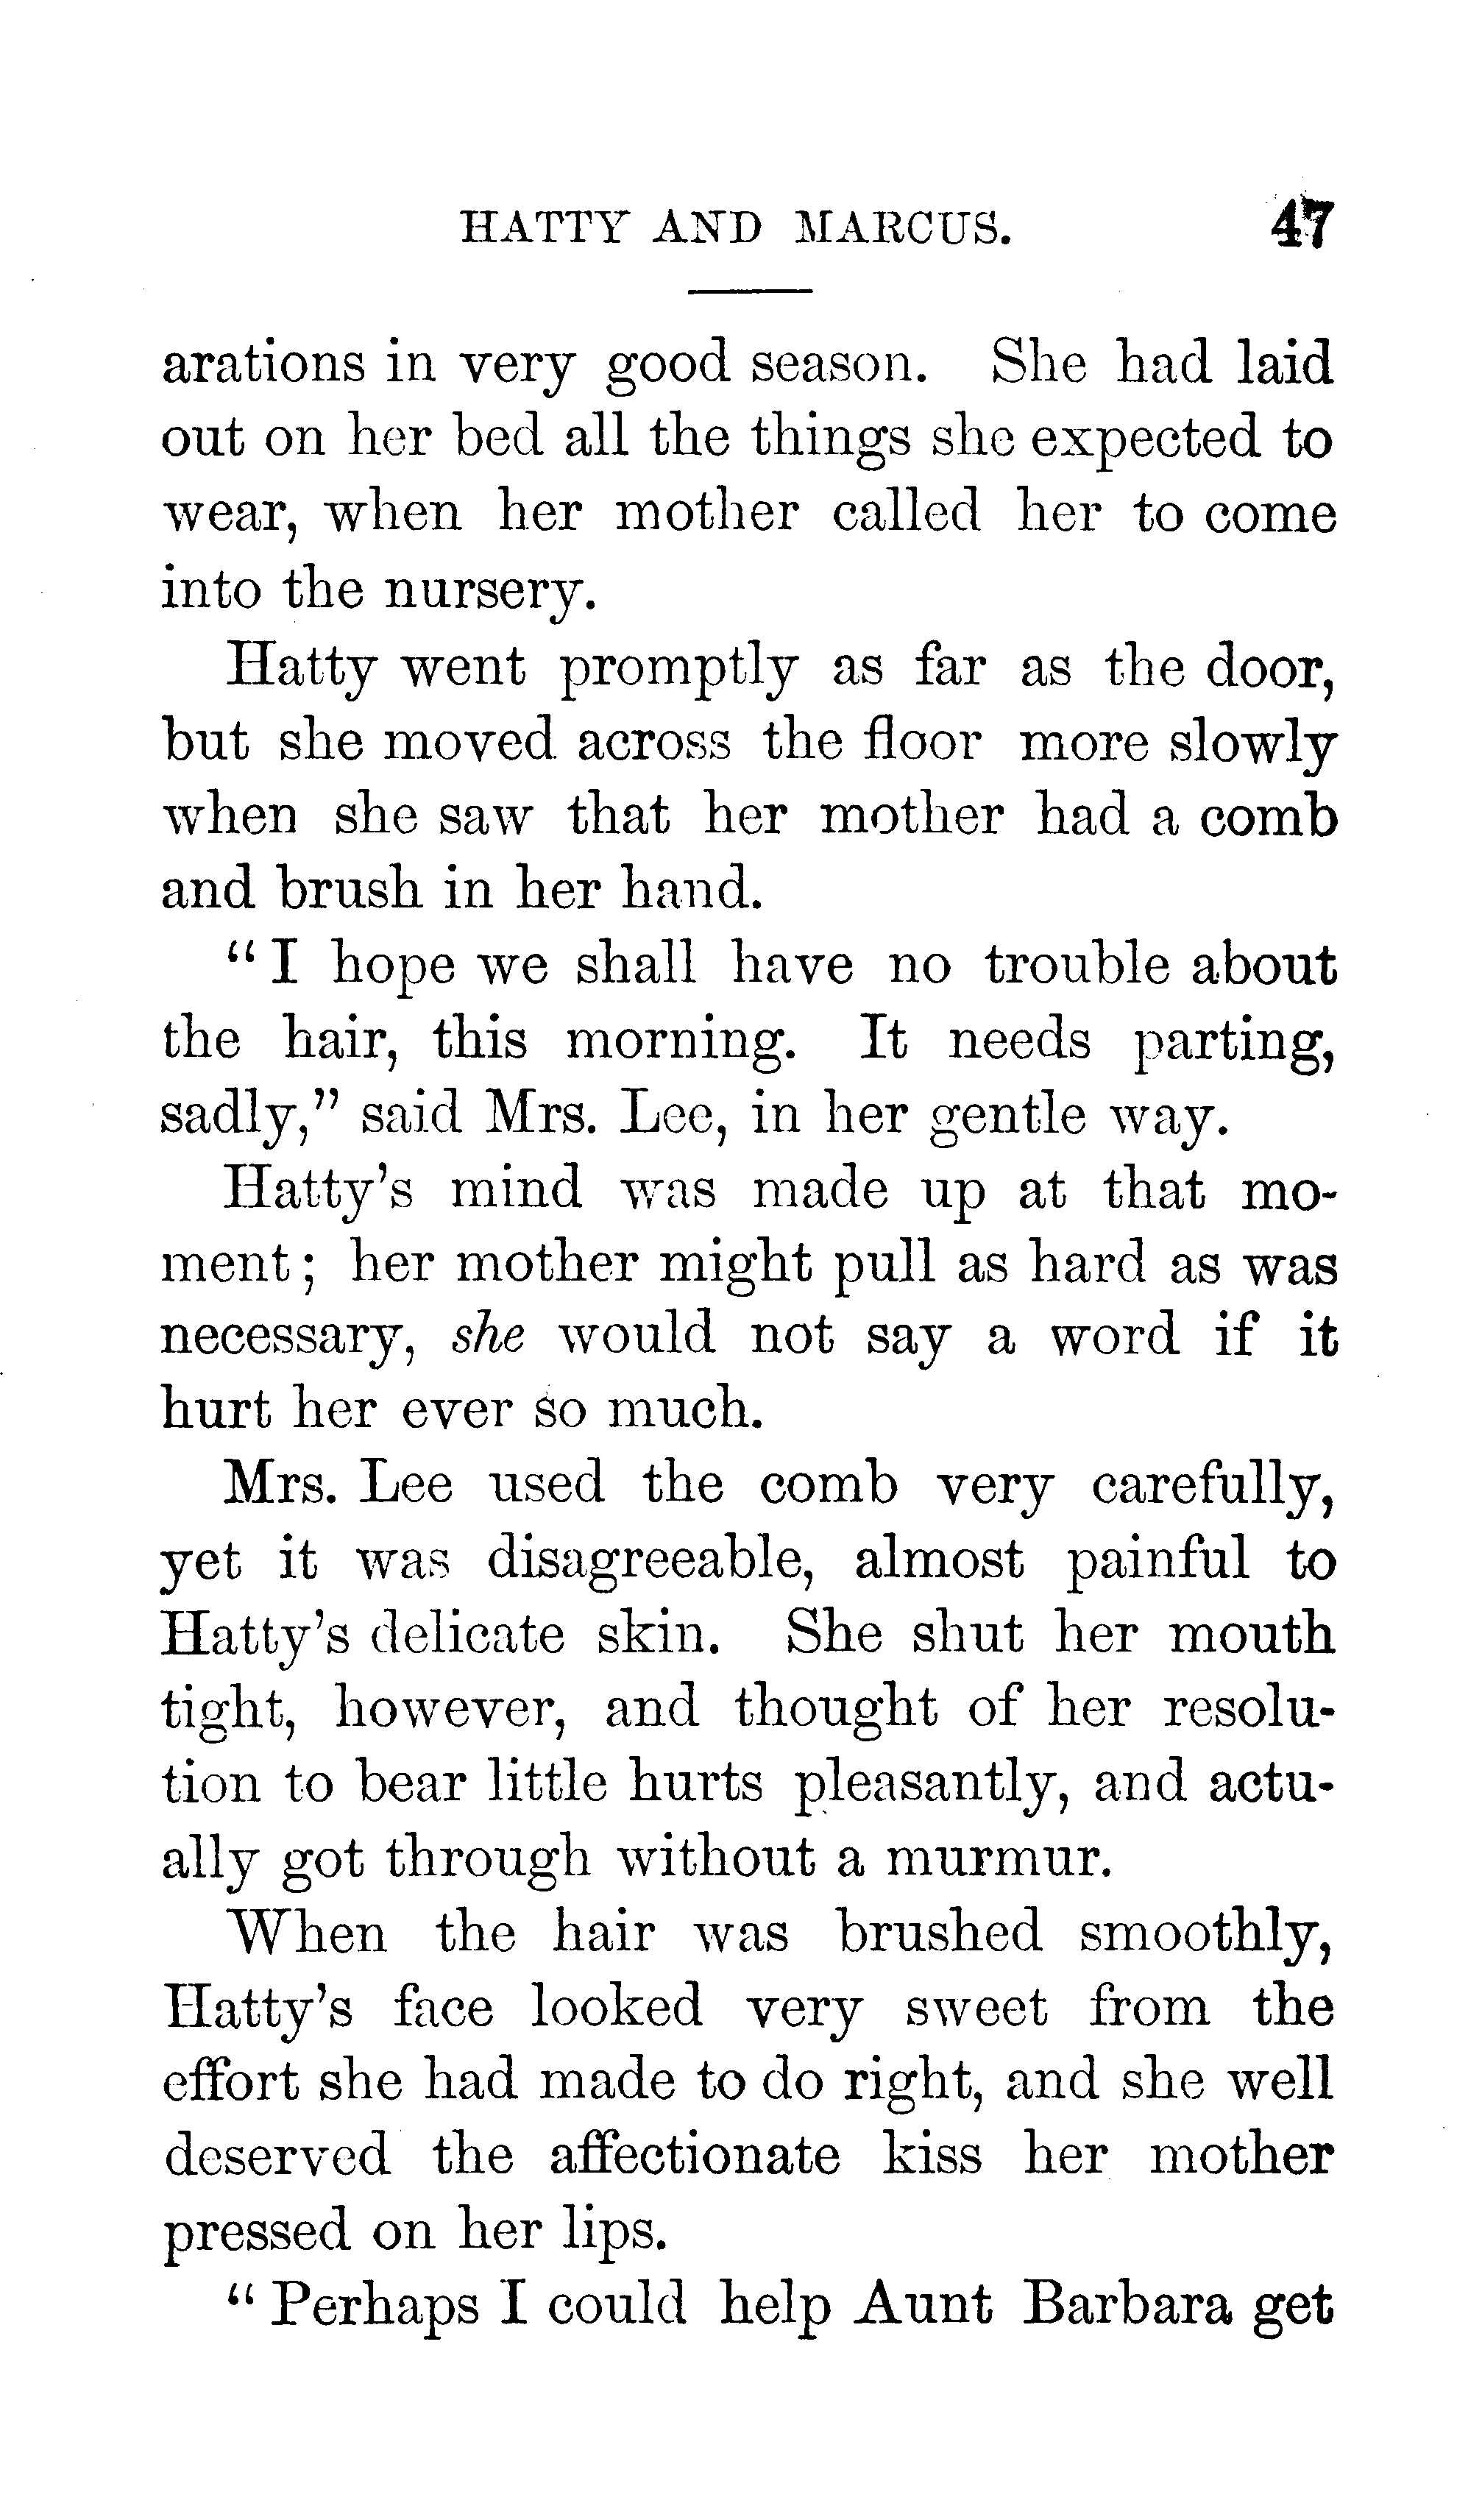 HATTY AND MARCUS. 47
arations in very good season. She had laid
out on her bed all the things she expected to
wear, when her mother called her to come
into the nursery.
Hatty went promptly as far as the door,
but she moved across the floor more slowly
when she saw that her mother had a comb
and brush in her hand.
“I hope we shall have no trouble about
the hair, this morning. It needs parting,
sadly,” said Mrs. Lee, in her gentle way.
Hatty’s mind was made up at that mo-
ment; her mother might pull as hard as was
necessary, she would not say a word if it
hurt her ever so much.
Mrs. Lee used the comb very carefully,
yet it was disagreeable, almost painful to
Hatty’s delicate skin. She shut her mouth
tight, however, and thought of her resolu-
tion to bear little hurts pleasantly, and actu-
ally got through without a murmur.
When the hair was brushed smoothly,
Hatty’s face looked very sweet from the
effort she had made to do right, and she well
deserved the affectionate kiss her mother
pressed on her lips.
“Perhaps I could help Aunt Barbara get